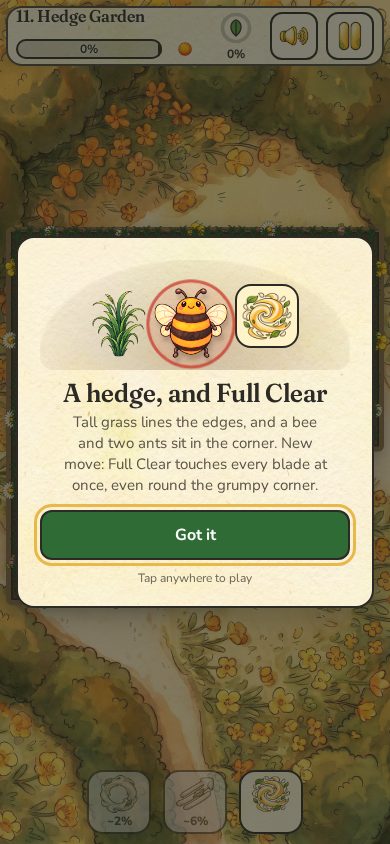 11. Hedge Garden
0%
0%
A hedge, and Full Clear
Tall grass lines the edges, and a bee
and two ants sit in the corner. New
move: Full Clear touches every blade at
once, even round the grumpy corner.
Got it
Tap anywhere to play
~2%
~6%